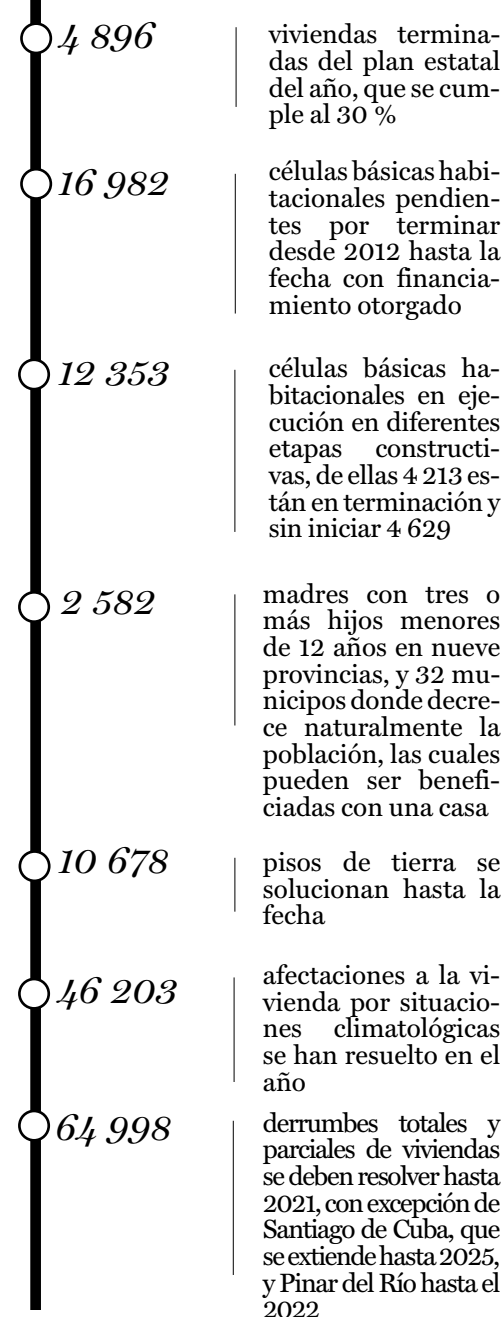 4 896
viviendas termina-
das del plan estatal
del año, que se cum-
ple al 30 %
16 982
células básicas habi-
tacionales pendien-
tes por terminar
desde 2012 hasta la
fecha con financia-
miento otorgado
12 353
células básicas ha-
bitacionales en eje-
cución en diferentes
etapas constructi-
vas, de ellas 4 213 es-
tán en terminación y
sin iniciar 4 629
2 582
madres con tres o
más hijos menores
de 12 años en nueve
provincias, y 32 mu-
nicipos donde decre-
ce naturalmente la
población, las cuales
pueden ser benefi-
ciadas con una casa
10 678
pisos de tierra se
solucionan hasta la
fecha
46 203
afectaciones a la vi-
vienda por situacio-
nes climatológicas
se han resuelto en el
año
64 998
derrumbes totales y
parciales de viviendas
se deben resolver hasta
2021, con excepción de
Santiago de Cuba, que
se extiende hasta 2025,
y Pinar del Río hasta el
2022